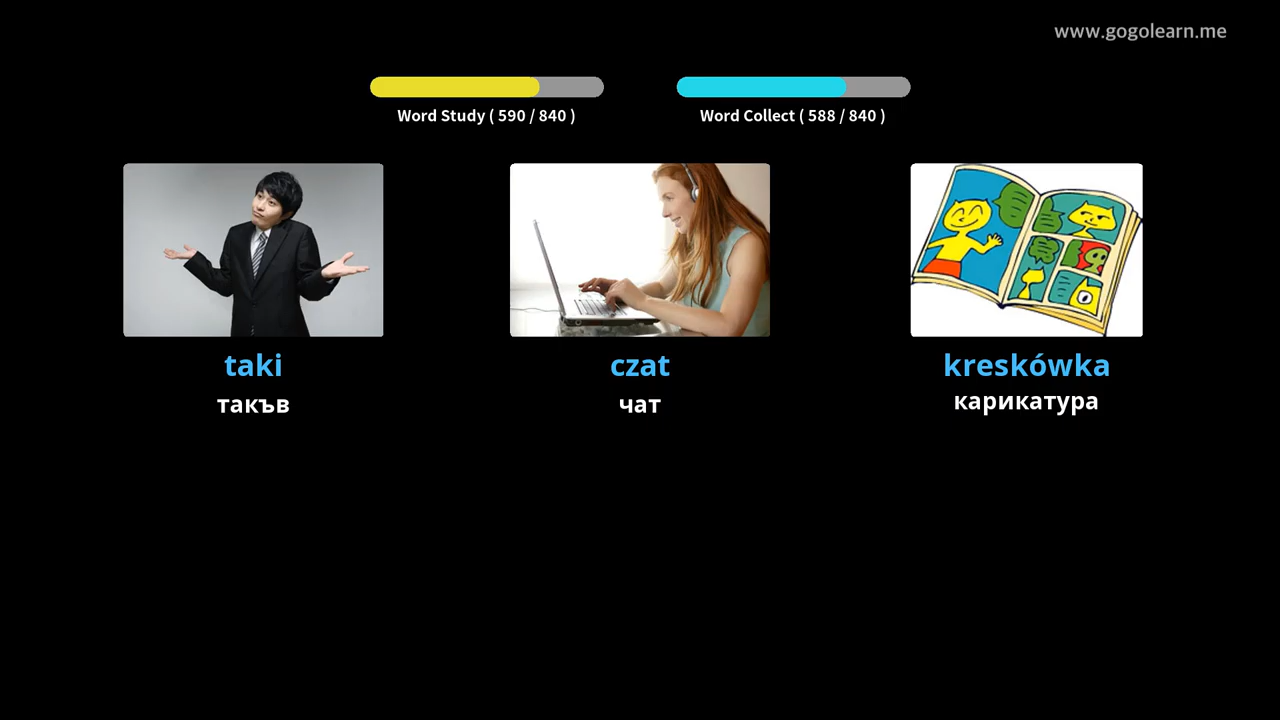 www.gogolearn.me
Word Study ( 590 / 840 )
Word Collect ( 588 / 840 )
taki
czat
kreskówka
такъв
чат
карикатура